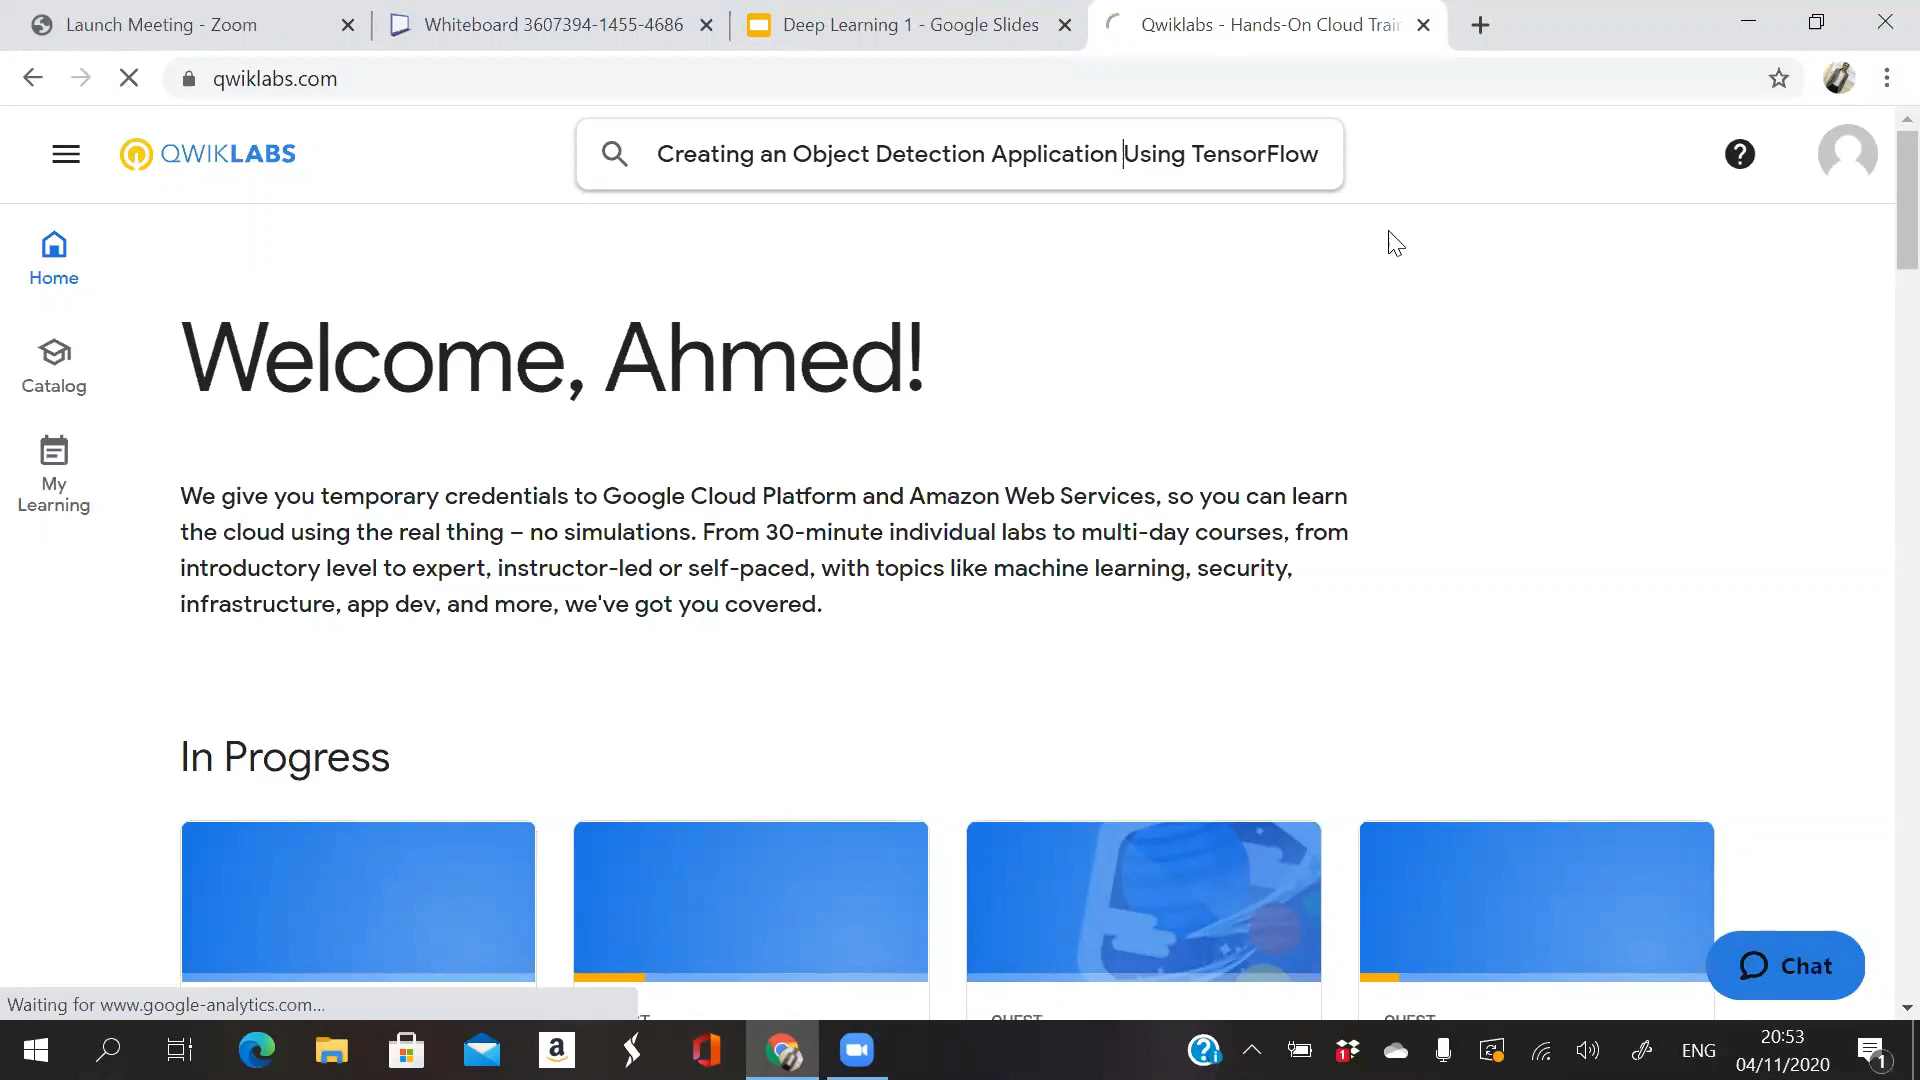 Launch Meeting - Zoom
Whiteboard 3607394-1455-4686
Deep Learning 1 - Google Slides
Qwiklabs - Hands-On Cloud Trair
qwiklabs.com
QWIKLABS
Creating an Object Detection Application Using TensorFlow
Home
Catalog
My
Learning
Welcome, Ahmed!
We give you temporary credentials to Google Cloud Platform and Amazon Web Services, so you can learn
the cloud using the real thing – no simulations. From 30-minute individual labs to multi-day courses, from
introductory level to expert, instructor-led or self-paced, with topics like machine learning, security,
infrastructure, app dev, and more, we've got you covered.
In Progress
QUEST
QUEST
Chat
Waiting for www.google-analytics.com...
ENG
20:53
04/11/2020
1
1